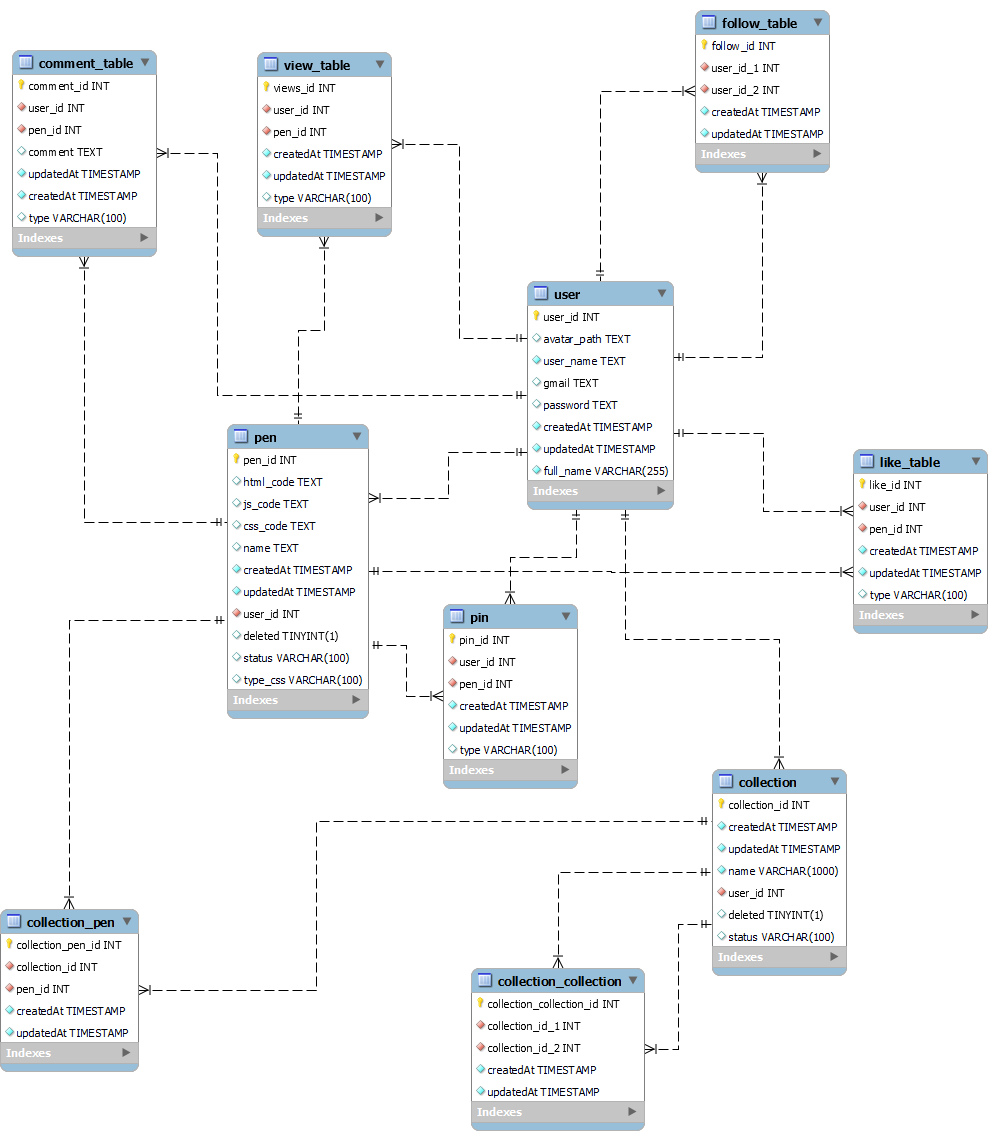 follow_table
follow_id INT
user_id_1 INT
user_id_2 INT
createdAt TIMESTAMP
updatedAt TIMESTAMP
Indexes
comment_table
comment_id INT
user_id INT
pen_id INT
comment TEXT
updatedAt TIMESTAMP
createdAt TIMESTAMP
type VARCHAR(100)
Indexes
view_table
views_id INT
user_id INT
pen_id INT
createdAt TIMESTAMP
updatedAt TIMESTAMP
type VARCHAR(100)
Indexes
user
user_id INT
avatar_path TEXT
user_name TEXT
gmail TEXT
password TEXT
createdAt TIMESTAMP
updatedAt TIMESTAMP
full_name VARCHAR(255)
Indexes
pen
pen_id INT
html_code TEXT
js_code TEXT
css_code TEXT
name TEXT
createdAt TIMESTAMP
updatedAt TIMESTAMP
user_id INT
deleted TINYINT(1)
status VARCHAR(100)
type_css VARCHAR(100)
Indexes
like_table
like_id INT
user_id INT
pen_id INT
createdAt TIMESTAMP
updatedAt TIMESTAMP
type VARCHAR(100)
Indexes
pin
pin_id INT
user_id INT
pen_id INT
createdAt TIMESTAMP
updatedAt TIMESTAMP
type VARCHAR(100)
Indexes
collection
collection_id INT
createdAt TIMESTAMP
updatedAt TIMESTAMP
name VARCHAR(1000)
user_id INT
deleted TINYINT(1)
status VARCHAR(100)
Indexes
collection_pen
collection_pen_id INT
collection_id INT
pen_id INT
createdAt TIMESTAMP
updatedAt TIMESTAMP
Indexes
collection_collection
collection_collection_id INT
collection_id_1 INT
collection_id_2 INT
createdAt TIMESTAMP
updatedAt TIMESTAMP
Indexes